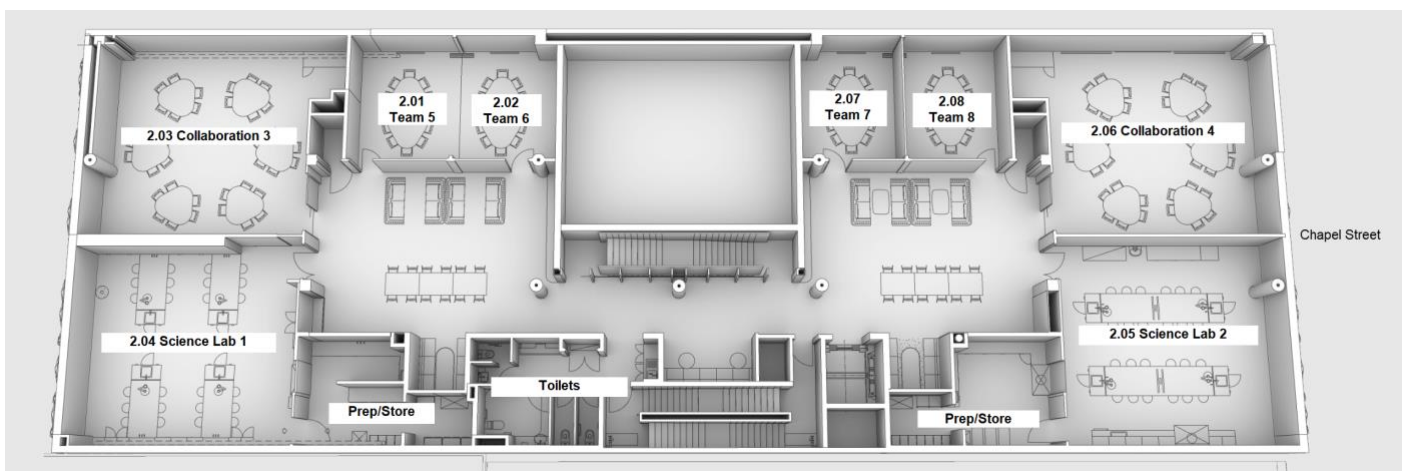 2.01
Team 5
2.02
Team 6
2.07
Team 7
2.08
Team 8
2.03 Collaboration 3
2.06 Collaboration 4
Chapel Street
2.04 Science Lab 1
2.05 Science Lab 2
Toilets
Prep/Store
Prep/Store